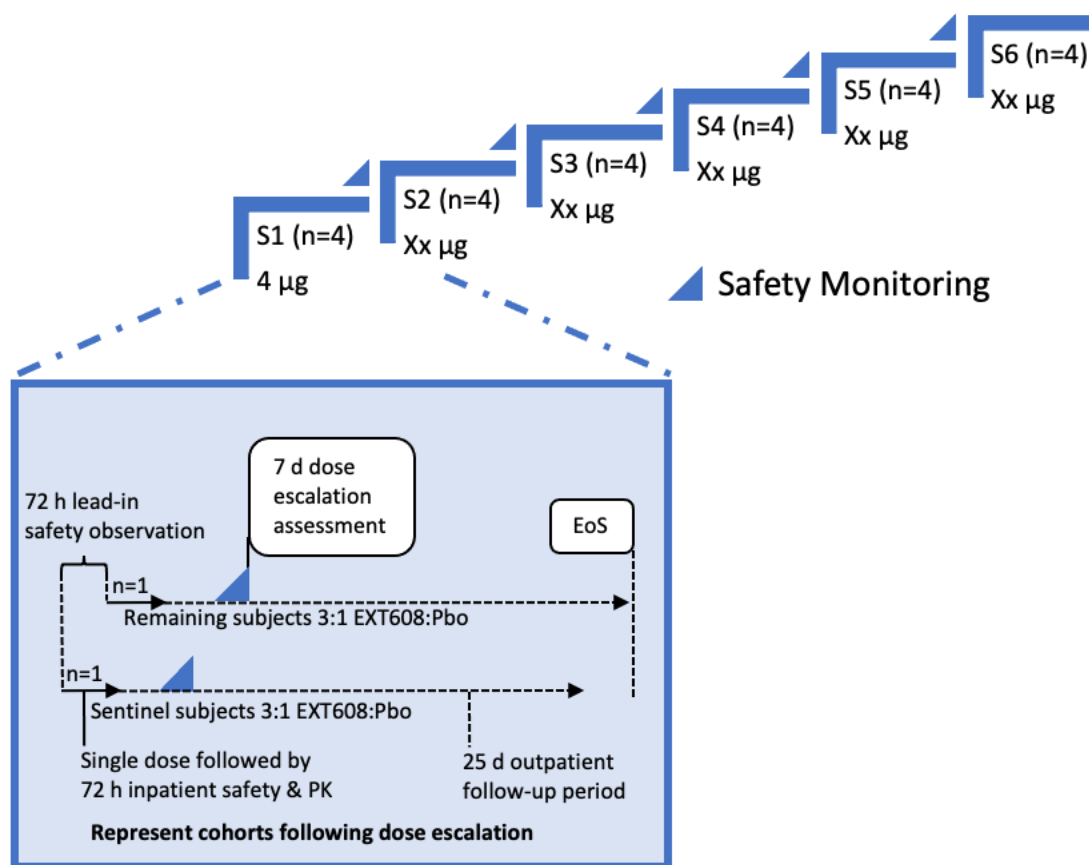 S6 (n=4)
Xx µg
S5 (n=4)
Xx µg
S4 (n=4)
Xx µg
S3 (n=4)
Xx µg
S2 (n=4)
Xx µg
S1 (n=4)
4 µg
Safety Monitoring
7 d dose
escalation
assessment
72 h lead-in
safety observation
EoS
n=1
Remaining subjects 3:1 EXT608:Pbo
n=1
Sentinel subjects 3:1 EXT608:Pbo
Single dose followed by
72 h inpatient safety & PK
25 d outpatient
follow-up period
Represent cohorts following dose escalation